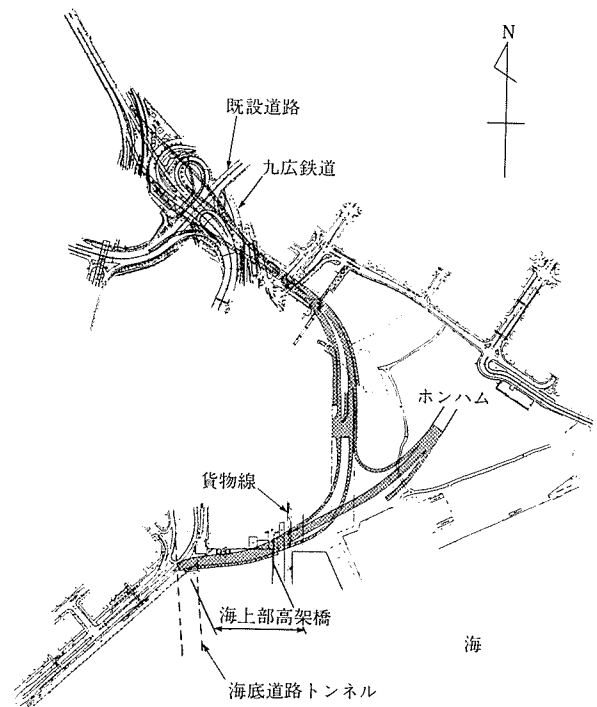 N
既設道路
九広鉄道
ホンハム
貨物線
海上部高架橋
海
海底道路トンネル